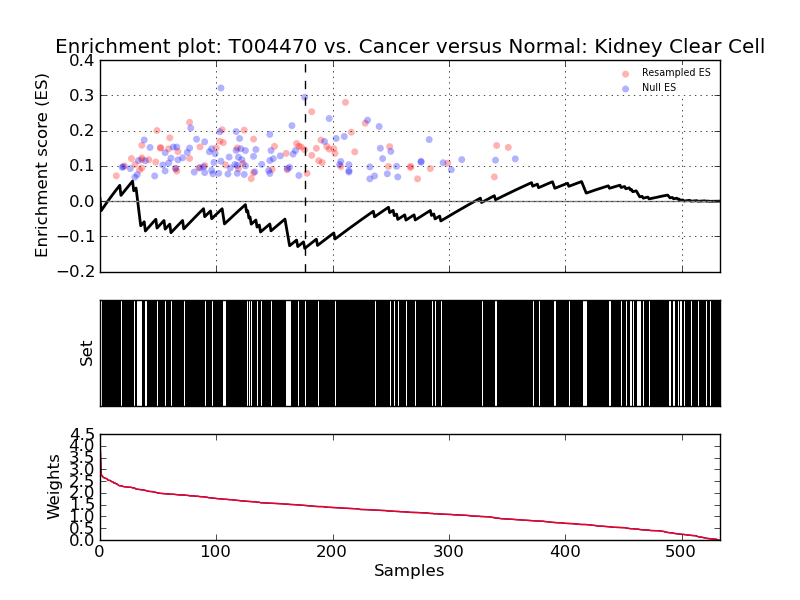 Enrichment plot: T004470 vs. Cancer versus Normal: Kidney Clear Cell
Enrichment score (ES)
0.4
0.3
0.2
0.1
0.0
−0.1
−0.2
Resampled ES
Null ES
Set
Weights
4.5
4.0
3.5
3.0
2.5
2.0
1.5
1.0
0.5
0.0
0 100 200 300 400 500
Samples